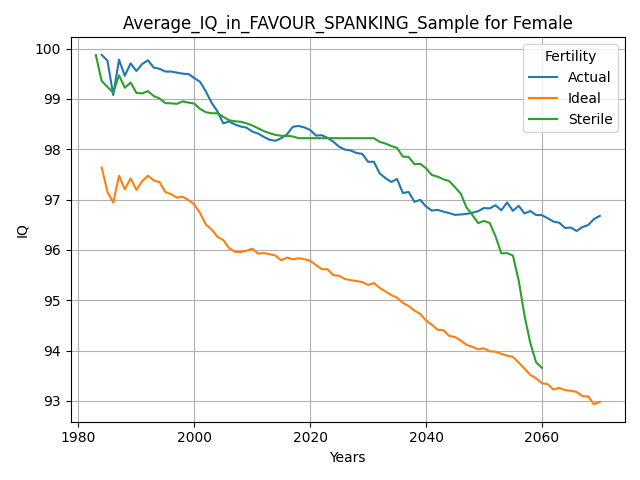 Average_IQ_in_FAVOUR_SPANKING_Sample for Female
Fertility
Actual
Ideal
Sterile
100
99
98
97
96
95
94
93
IQ
1980
2000
2020
2040
2060
Years